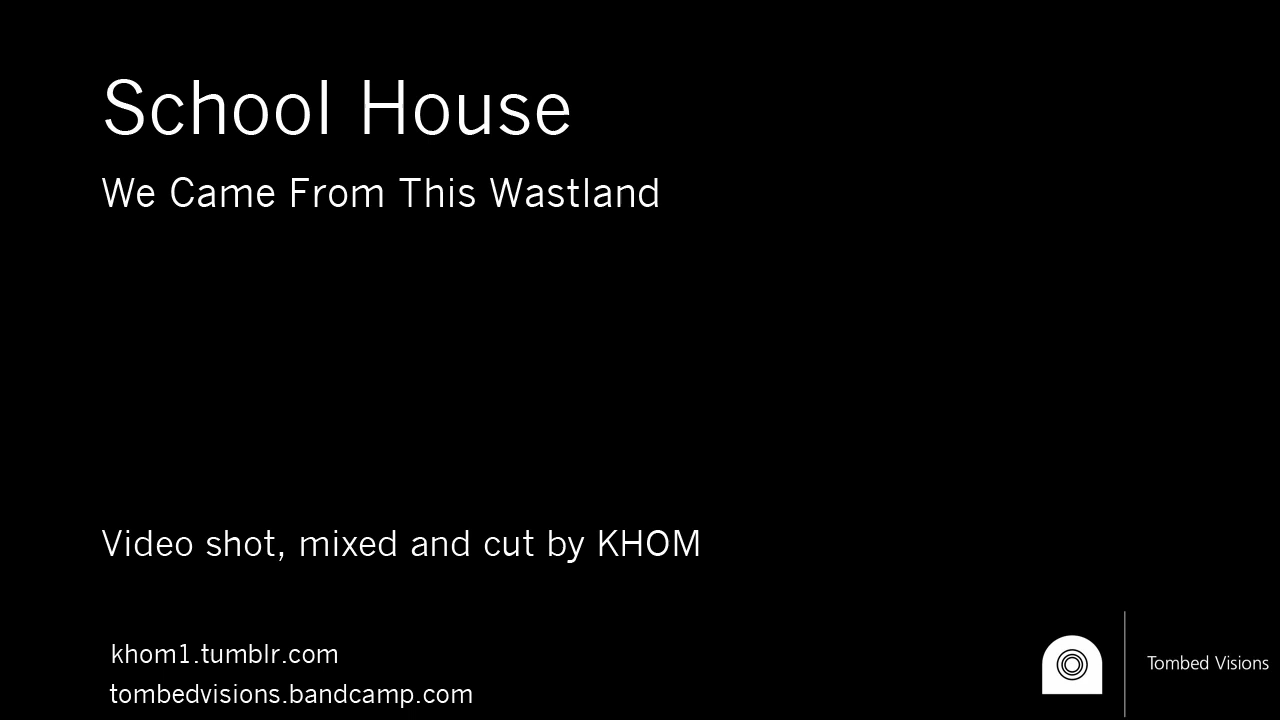 School House
We Came From This Wastland
Video shot, mixed and cut by KHOM
khom1.tumblr.com
tombedvisions.bandcamp.com
Tombed Visions